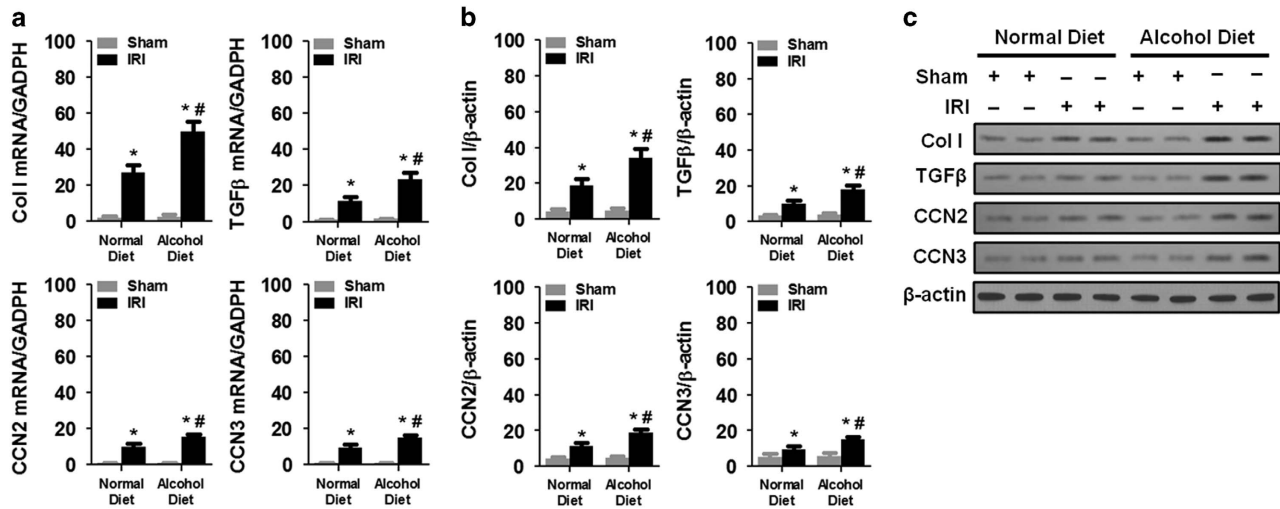 a
100
80
60
40
20
0
Col I mRNA/GADPH
Sham
IRI
*
* #
Normal Diet
Alcohol Diet
100
80
60
40
20
0
TGFβ mRNA/GADPH
Sham
IRI
*
* #
Normal Diet
Alcohol Diet
100
80
60
40
20
0
CCN2 mRNA/GADPH
Sham
IRI
*
* #
Normal Diet
Alcohol Diet
100
80
60
40
20
0
CCN3 mRNA/GADPH
Sham
IRI
*
* #
Normal Diet
Alcohol Diet
b
100
80
60
40
20
0
Col I/β-actin
Sham
IRI
*
* #
Normal Diet
Alcohol Diet
100
80
60
40
20
0
TGFβ/β-actin
Sham
IRI
*
* #
Normal Diet
Alcohol Diet
100
80
60
40
20
0
CCN2/β-actin
Sham
IRI
*
* #
Normal Diet
Alcohol Diet
100
80
60
40
20
0
CCN3/β-actin
Sham
IRI
*
* #
Normal Diet
Alcohol Diet
c
Normal Diet Alcohol Diet
Sham + + − − + + − −
IRI − − + + − − + +
Col I
TGFβ
CCN2
CCN3
β-actin